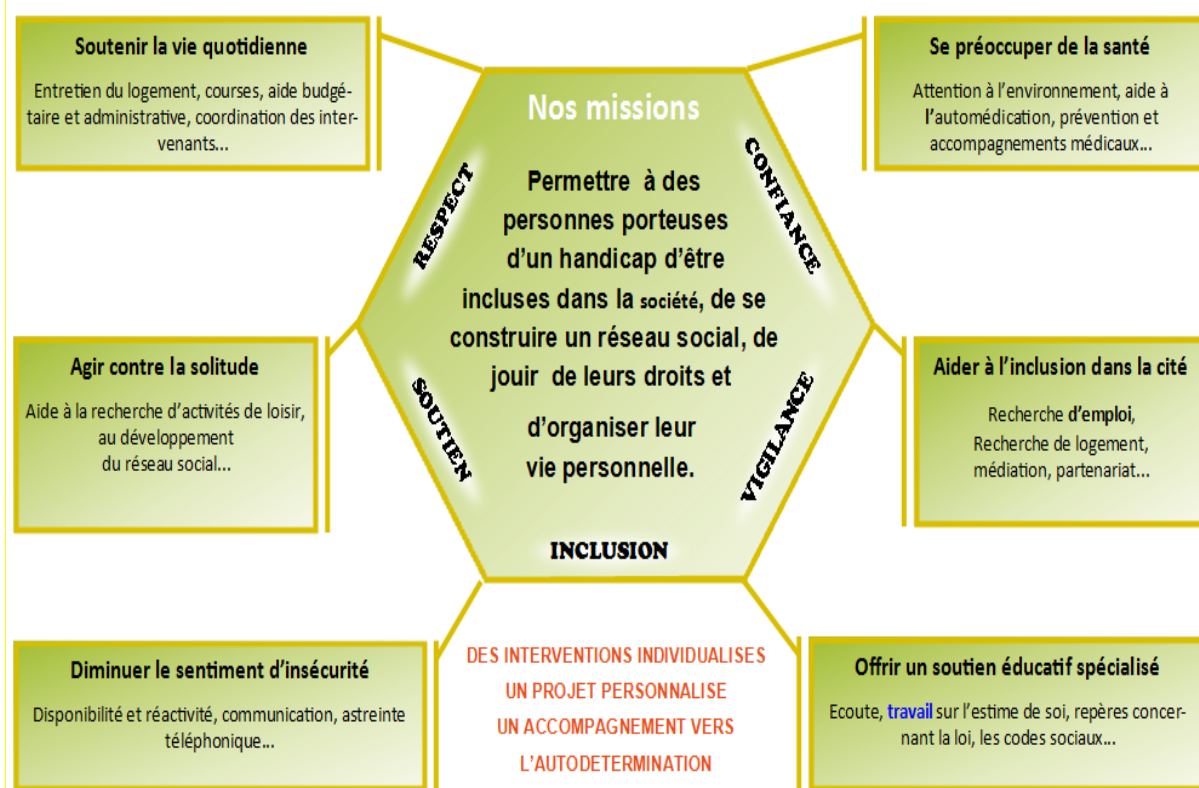 Soutenir la vie quotidienne
Entretien du logement, courses, aide budgé-
taire et administrative, coordination des inter-
venants...
Se préoccuper de la santé
Attention à l'environnement, aide à
l'automédication, prévention et
accompagnements médicaux...
Nos missions
Permettre à des
personnes porteuses
d'un handicap d'être
incluses dans la société, de se
construire un réseau social, de
jouir de leurs droits et
d'organiser leur
vie personnelle.
RESPECT
CONFIANCE
SOUTIEN
VIGILANCE
INCLUSION
Agir contre la solitude
Aide à la recherche d'activités de loisir,
au développement
du réseau social...
Aider à l'inclusion dans la cité
Recherche d'emploi,
Recherche de logement,
médiation, partenariat...
Diminuer le sentiment d'insécurité
Disponibilité et réactivité, communication, astreinte
téléphonique...
DES INTERVENTIONS INDIVIDUALISES
UN PROJET PERSONNALISE
UN ACCOMPAGNEMENT VERS
L'AUTODETERMINATION
Offrir un soutien éducatif spécialisé
Ecoute, travail sur l'estime de soi, repères concer-
nant la loi, les codes sociaux...